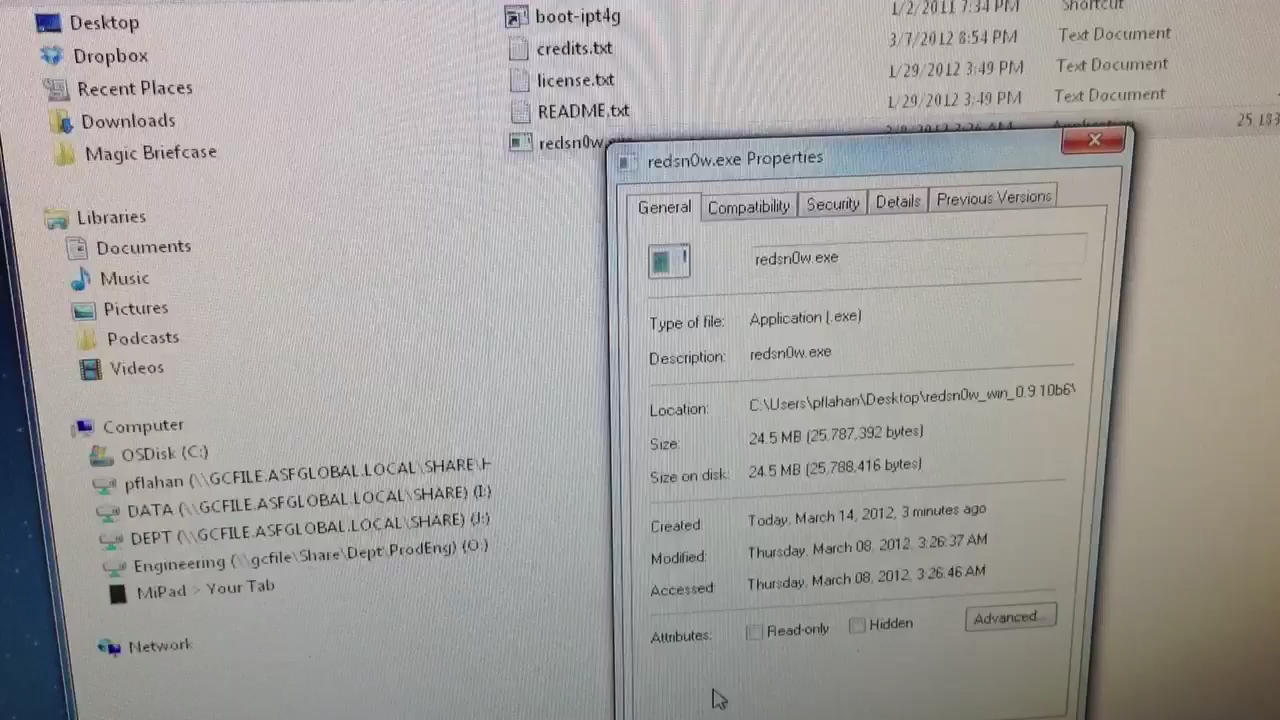 Desktop
Dropbox
Recent Places
Downloads
Magic Briefcase
Libraries
Documents
Music
Pictures
Podcasts
Videos
Computer
OSDisk (C:)
pflahan (\\GCFILE.ASFGLOBAL.LOCAL\SHARE\H
DATA (\\GCFILE.ASFGLOBAL.LOCAL\SHARE) (I:)
DEPT (\\GCFILE.ASFGLOBAL.LOCAL\SHARE) (J:)
Engineering (\\gcfile\Share\Dept\ProdEng) (O:)
MiPad > Your Tab
Network
boot-ipt4g 1/2/2011 7:34 PM Shortcut
credits.txt 3/7/2012 8:54 PM Text Document
license.txt 1/29/2012 3:49 PM Text Document
README.txt 1/29/2012 3:49 PM Text Document
redsn0w.exe Application 25,183
redsn0w.exe Properties
General Compatibility Security Details Previous Versions
redsn0w.exe
Type of file: Application (.exe)
Description: redsn0w.exe
Location: C:\Users\pflahan\Desktop\redsn0w_win_0.9.10b6\
Size: 24.5 MB (25,787,392 bytes)
Size on disk: 24.5 MB (25,788,416 bytes)
Created: Today, March 14, 2012, 3 minutes ago
Modified: Thursday, March 08, 2012, 3:26:37 AM
Accessed: Thursday, March 08, 2012, 3:26:46 AM
Attributes: Read-only Hidden Advanced...